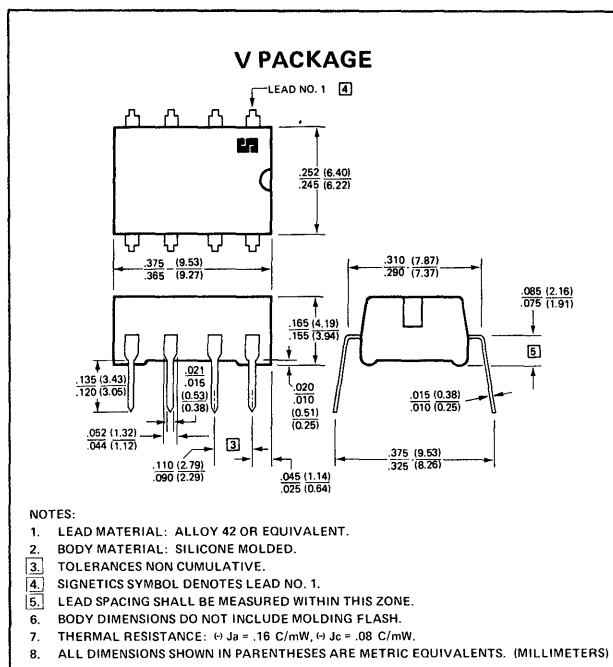 V PACKAGE
LEAD NO. 1 4
.252 (6.40)
.245 (6.22)
.375 (9.53)
.365 (9.27)
.310 (7.87)
.290 (7.37)
.085 (2.16)
.075 (1.91)
5
.165 (4.19)
.155 (3.94)
.135 (3.43)
.120 (3.05)
.021
.015
(0.53)
(0.38)
.020
.010
(0.51)
(0.25)
.015 (0.38)
.010 (0.25)
.052 (1.32)
.044 (1.12)
3
.110 (2.79)
.090 (2.29)
.045 (1.14)
.025 (0.64)
.375 (9.53)
.325 (8.26)
NOTES:
1. LEAD MATERIAL: ALLOY 42 OR EQUIVALENT.
2. BODY MATERIAL: SILICONE MOLDED.
3. TOLERANCES NON CUMULATIVE.
4. SIGNETICS SYMBOL DENOTES LEAD NO. 1.
5. LEAD SPACING SHALL BE MEASURED WITHIN THIS ZONE.
6. BODY DIMENSIONS DO NOT INCLUDE MOLDING FLASH.
7. THERMAL RESISTANCE: Θ Ja = .16 C/mW, Θ Jc = .08 C/mW.
8. ALL DIMENSIONS SHOWN IN PARENTHESES ARE METRIC EQUIVALENTS. (MILLIMETERS)